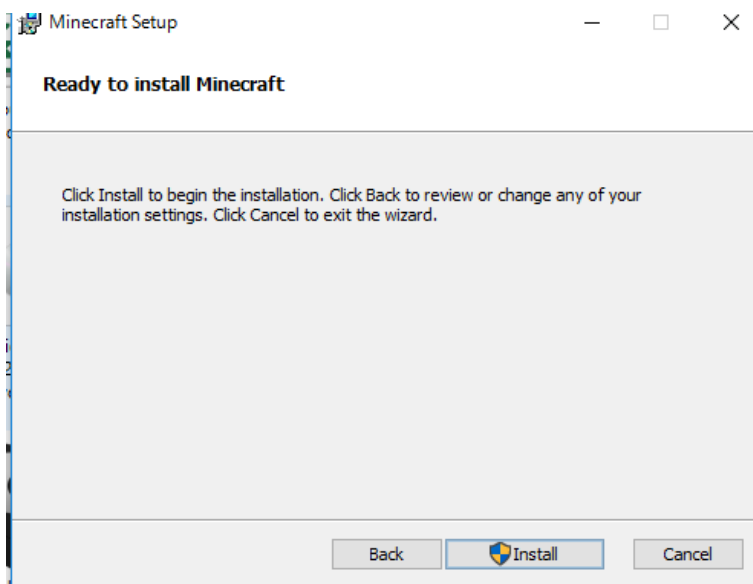 Minecraft Setup
Ready to install Minecraft
Click Install to begin the installation. Click Back to review or change any of your
installation settings. Click Cancel to exit the wizard.
Back
Install
Cancel